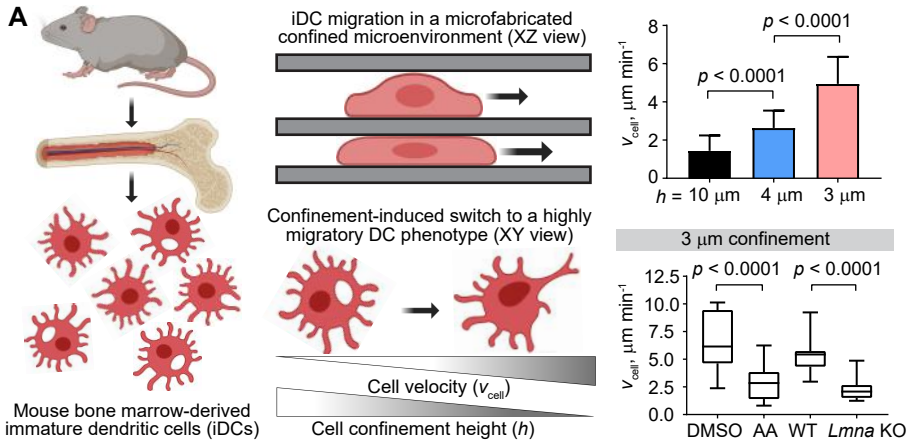 A
Mouse bone marrow-derived
immature dendritic cells (iDCs)
iDC migration in a microfabricated
confined microenvironment (XZ view)
Confinement-induced switch to a highly
migratory DC phenotype (XY view)
Cell velocity (vcell)
Cell confinement height (h)
p < 0.0001
p < 0.0001
vcell, μm min-1
6
4
2
0
h = 10 μm 4 μm 3 μm
3 μm confinement
p < 0.0001 p < 0.0001
vcell, μm min-1
12.5
10.0
7.5
5.0
2.5
0.0
DMSO AA WT Lmna KO